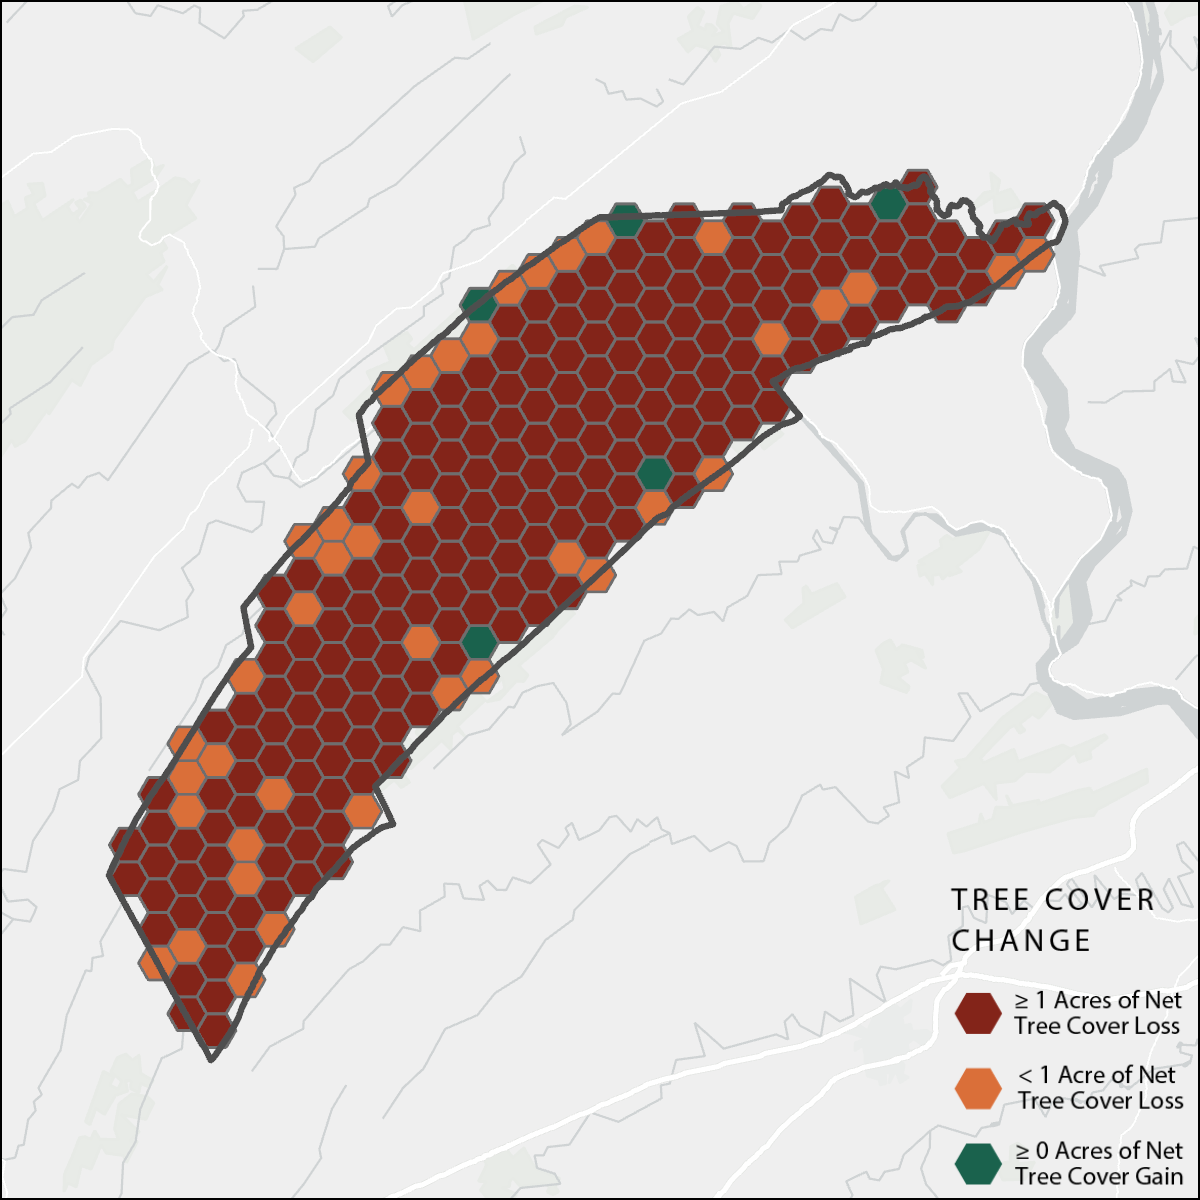 TREE COVER
CHANGE
≥ 1 Acres of Net
Tree Cover Loss
< 1 Acre of Net
Tree Cover Loss
≥ 0 Acres of Net
Tree Cover Gain